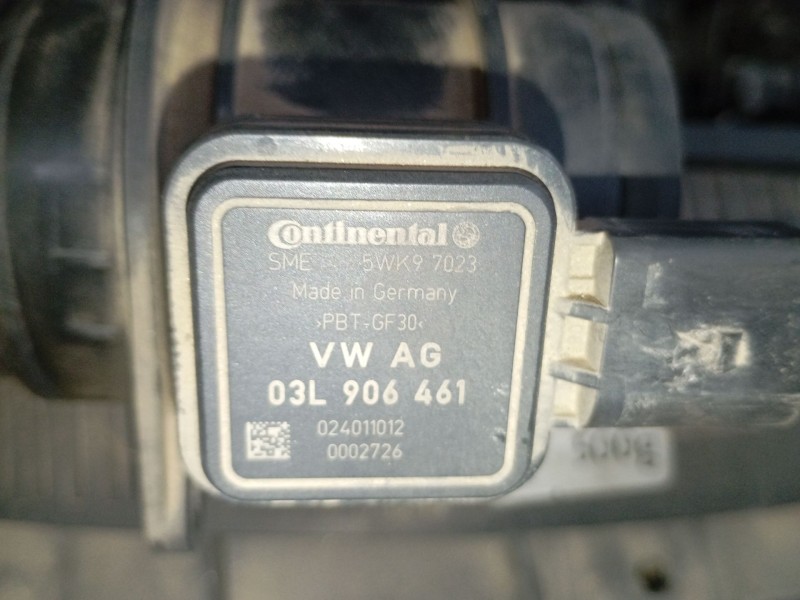 Continental
SME 5WK9 7023
Made in Germany
>PBT-GF30<
VW AG
03L 906 461
024011012
0002726